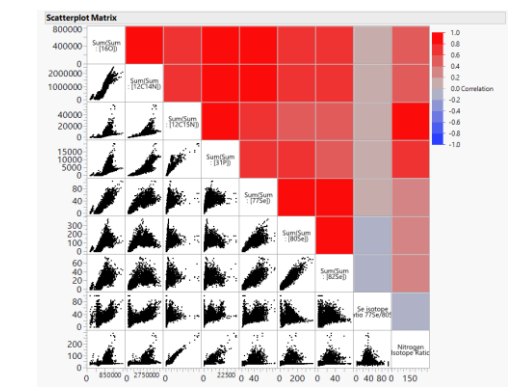 Scatterplot Matrix
800000
400000
0
Sum(Sum
: [16O])
2000000
1000000
0
Sum(Sum
: [12C14N])
40000
20000
0
Sum(Sum
: [12C15N])
15000
10000
5000
0
Sum(Sum
: [31P])
80
40
0
Sum(Sum
: [77Se])
300
200
100
0
Sum(Sum
: [80Se])
60
40
20
0
Sum(Sum
: [82Se])
80
40
0
Se isotope
ratio 77Se/80S
200
100
0
Nitrogen
Isotope Ratio
0 850000 0 2750000 0 0 22500 0 40 0 200 0 40 0 40 80 0 150
1.0
0.8
0.6
0.4
0.2
0.0 Correlation
-0.2
-0.4
-0.6
-0.8
-1.0